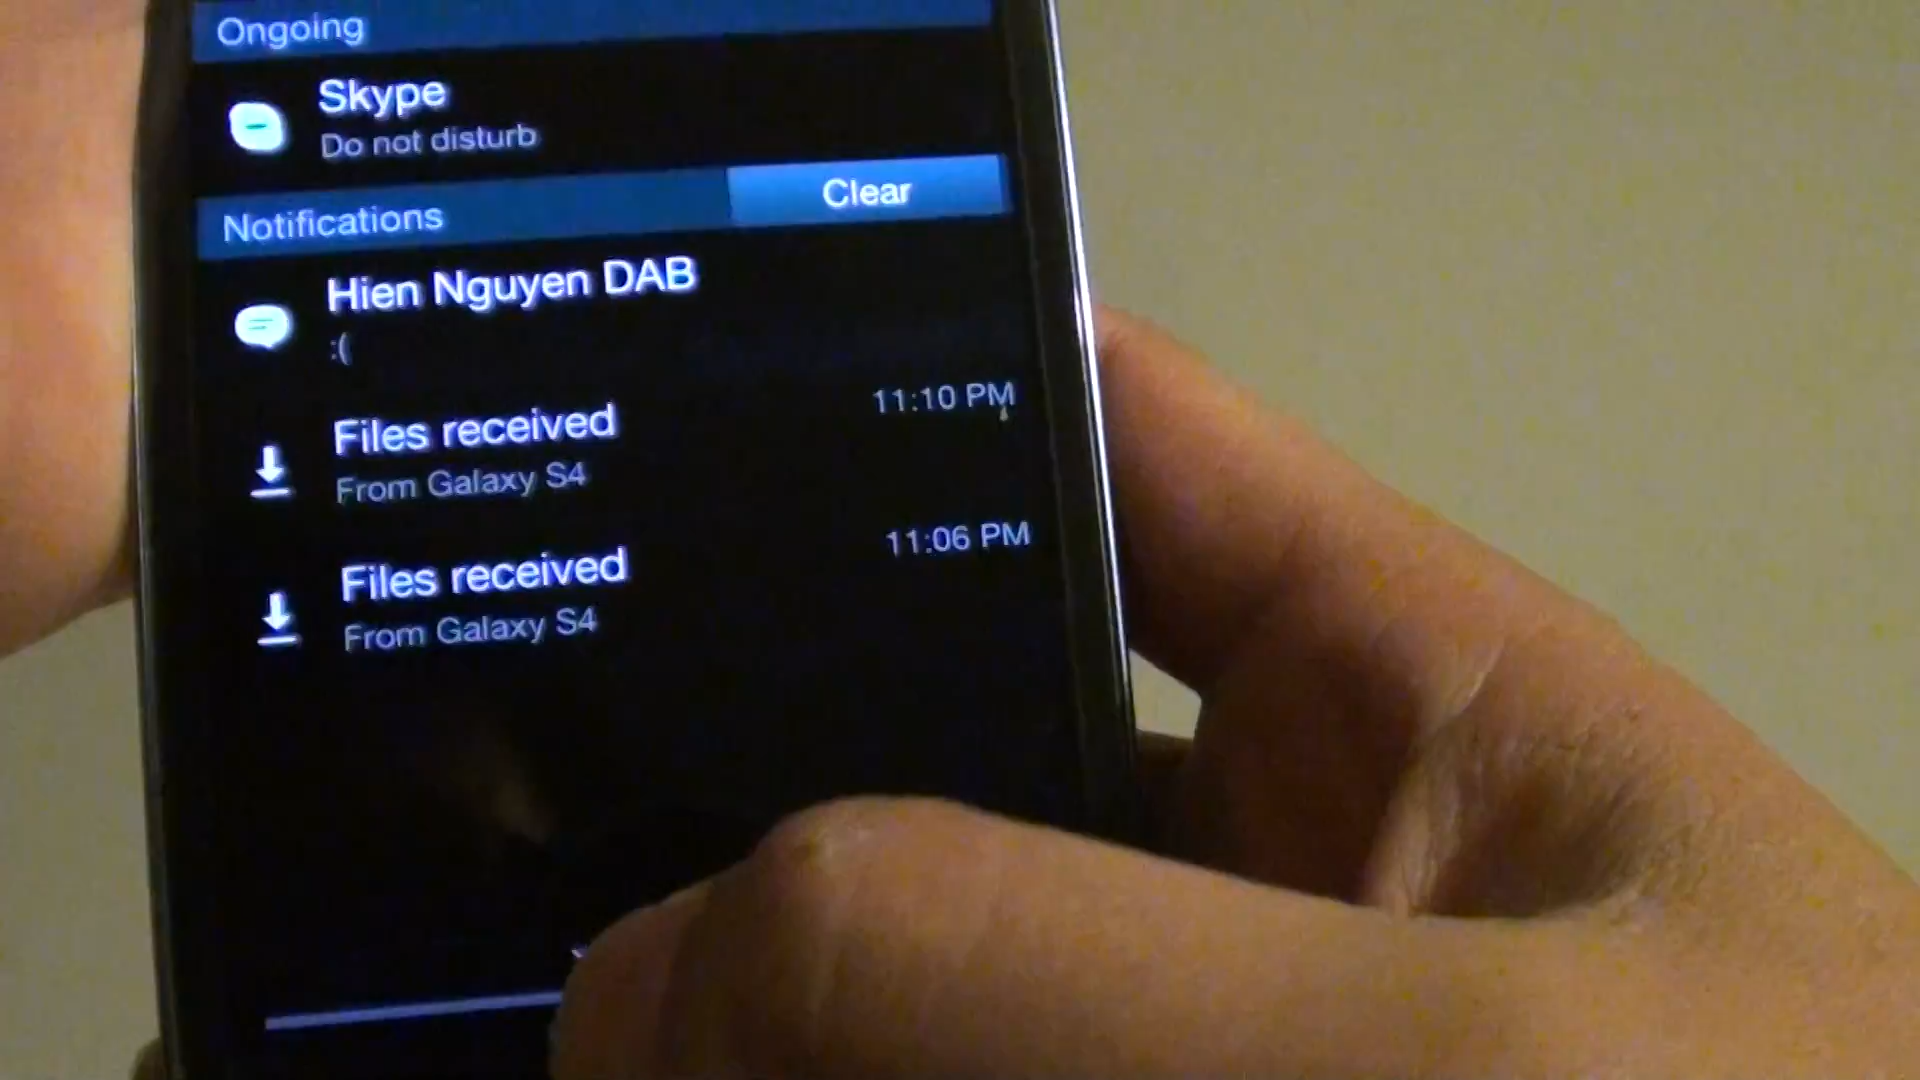 Ongoing
Skype
Do not disturb
Notifications
Clear
Hien Nguyen DAB
:(
Files received
11:10 PM
From Galaxy S4
Files received
11:06 PM
From Galaxy S4